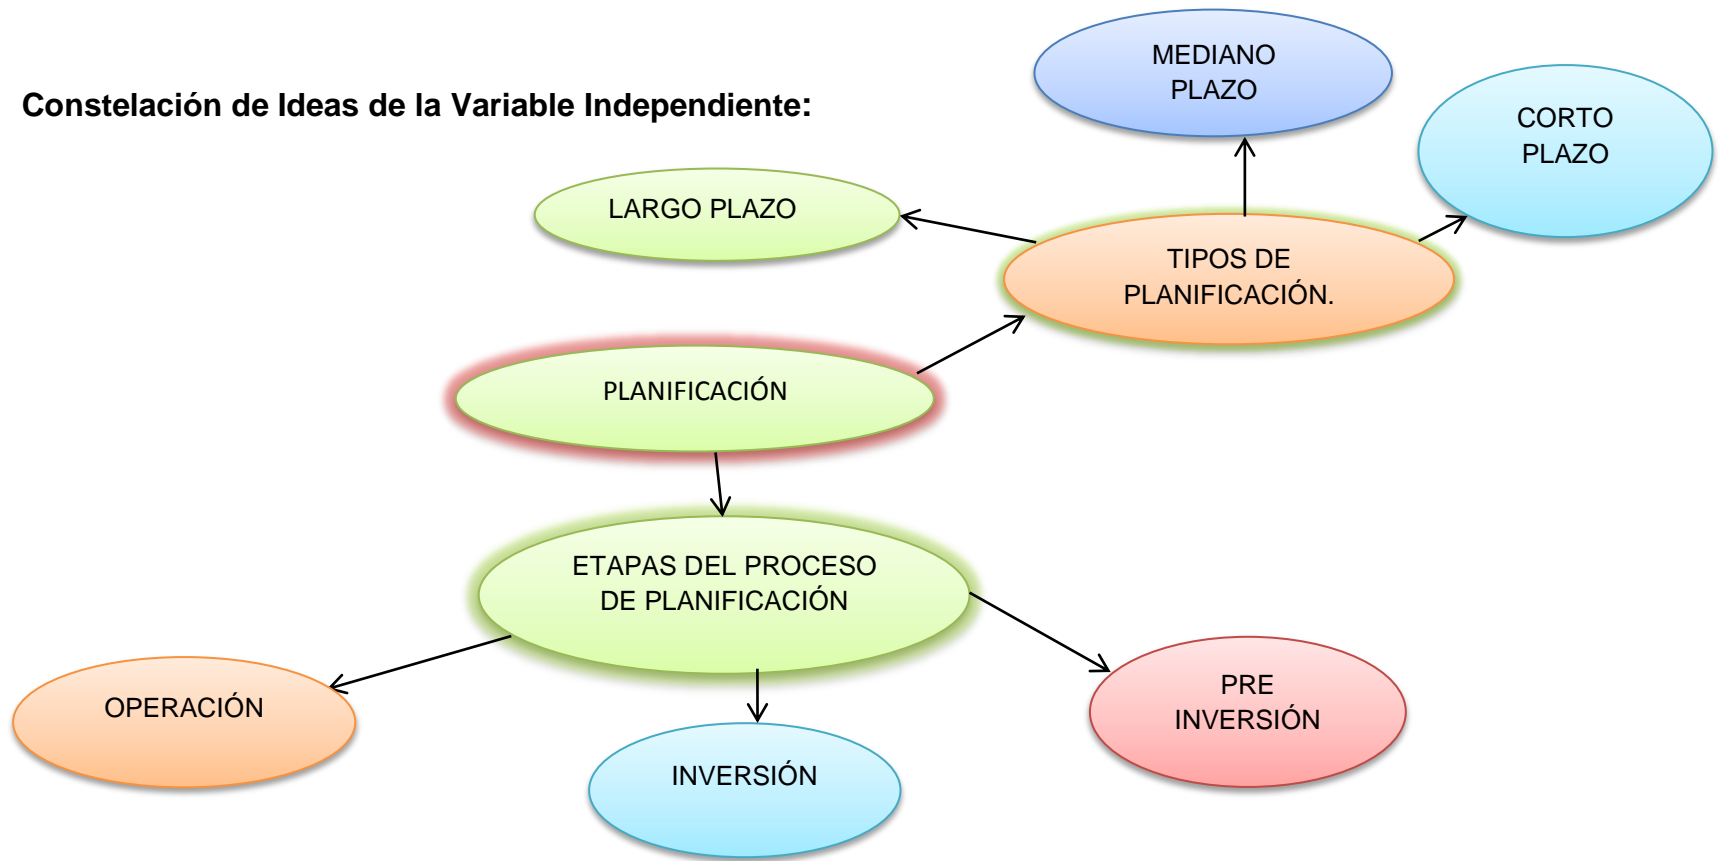 MEDIANO
PLAZO
Constelación de Ideas de la Variable Independiente:
CORTO
PLAZO
LARGO PLAZO
TIPOS DE
PLANIFICACIÓN.
PLANIFICACIÓN
ETAPAS DEL PROCESO
DE PLANIFICACIÓN
OPERACIÓN
PRE
INVERSIÓN
INVERSIÓN